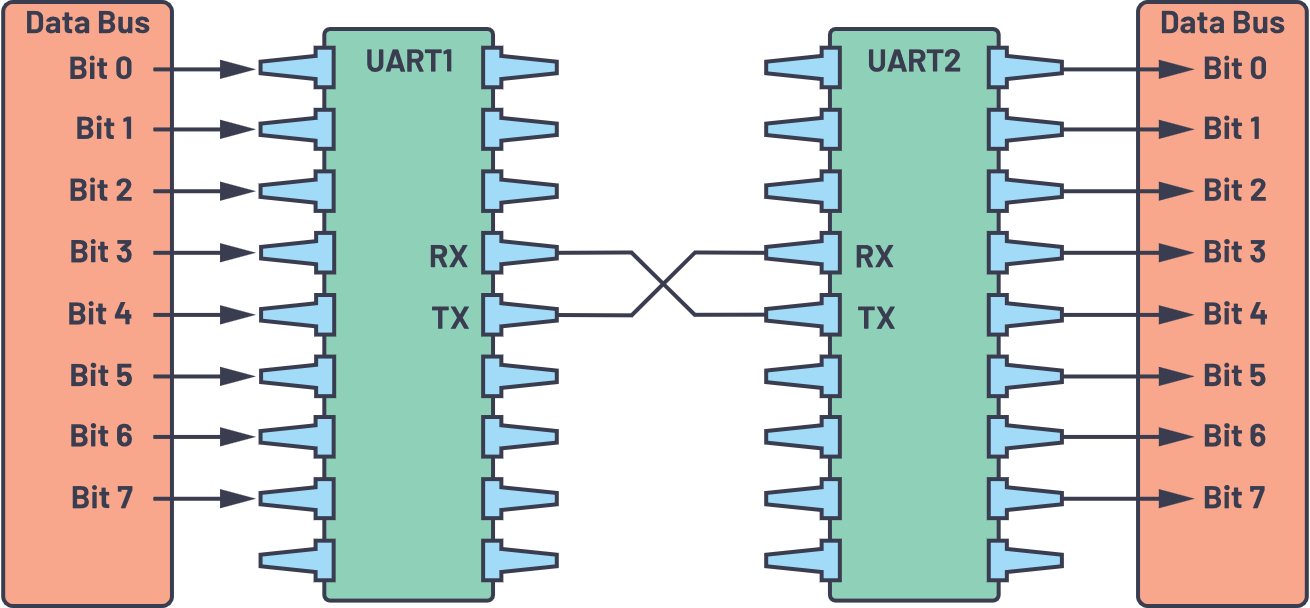 Data Bus
Bit 0
Bit 1
Bit 2
Bit 3
Bit 4
Bit 5
Bit 6
Bit 7
UART1
RX
TX
UART2
RX
TX
Data Bus
Bit 0
Bit 1
Bit 2
Bit 3
Bit 4
Bit 5
Bit 6
Bit 7